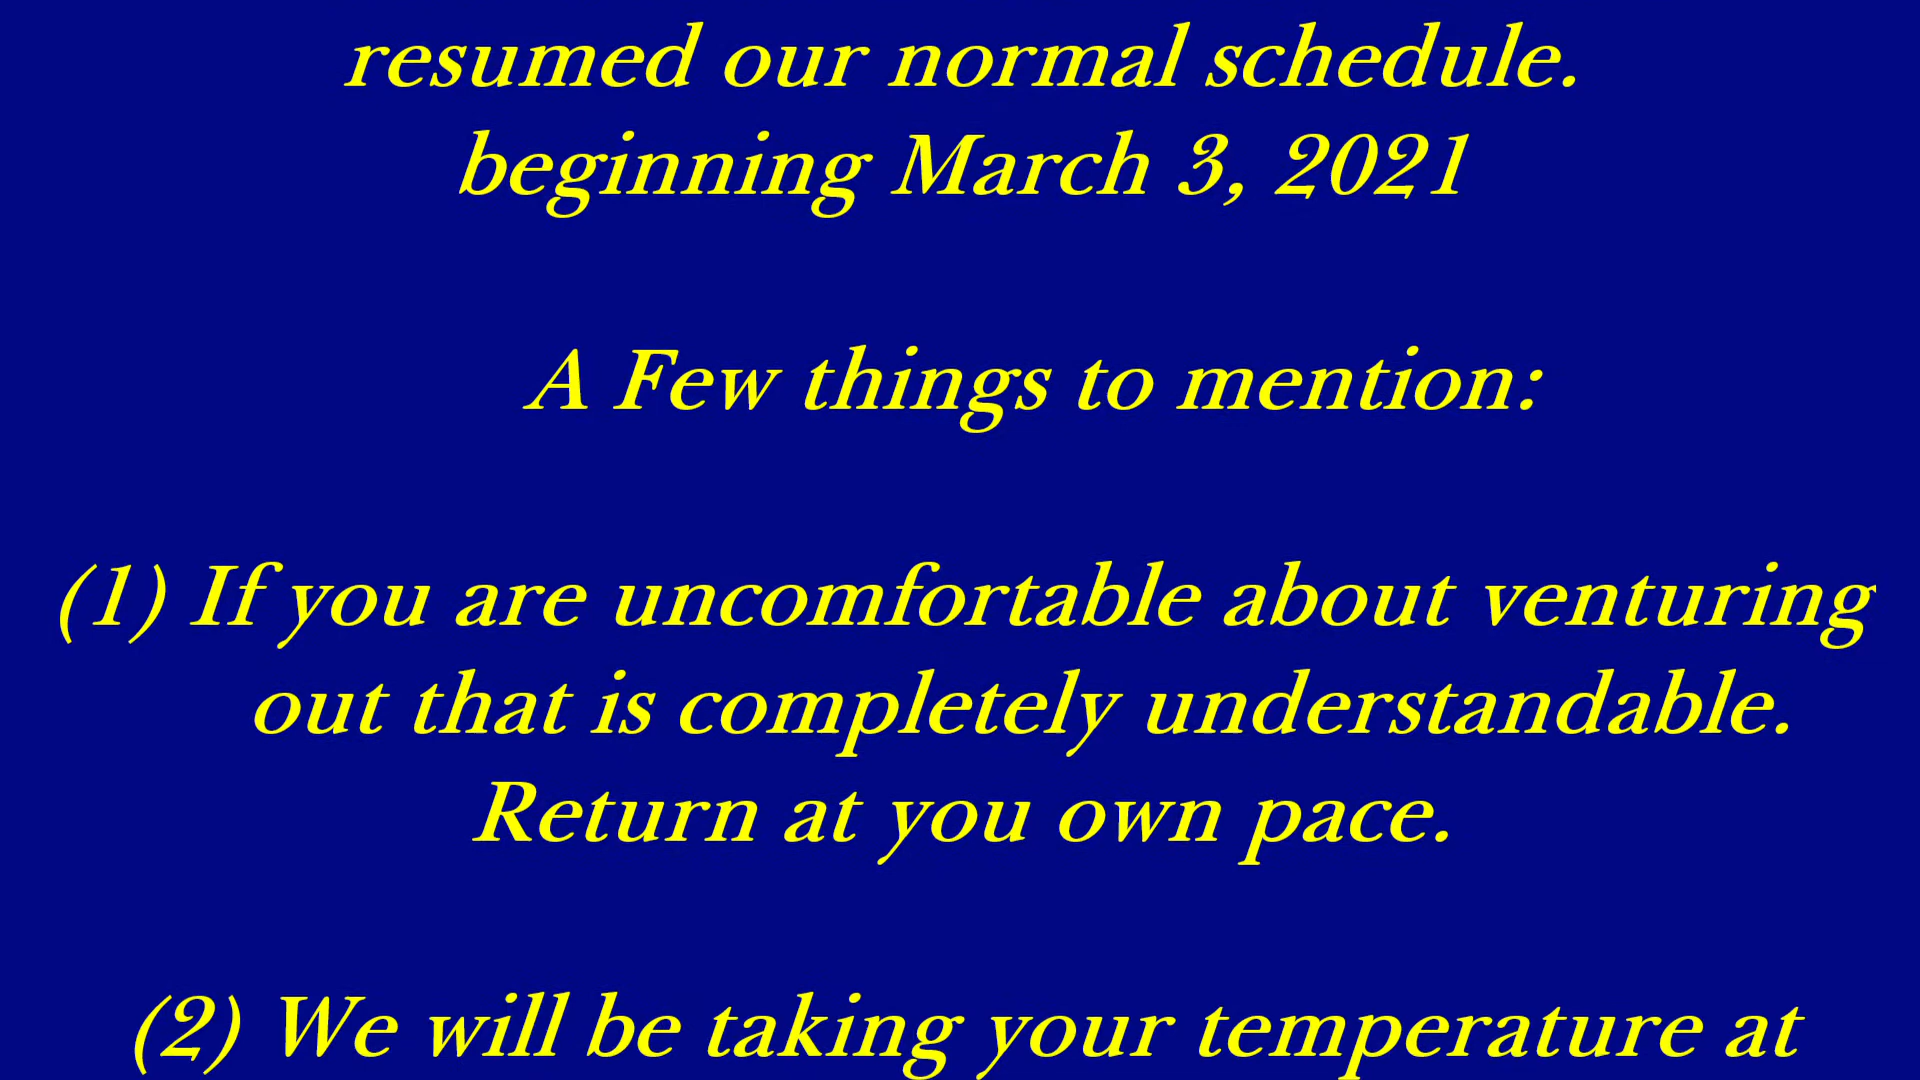 resumed our normal schedule.
beginning March 3, 2021
A Few things to mention:
(1) If you are uncomfortable about venturing
out that is completely understandable.
Return at you own pace.
(2) We will be taking your temperature at